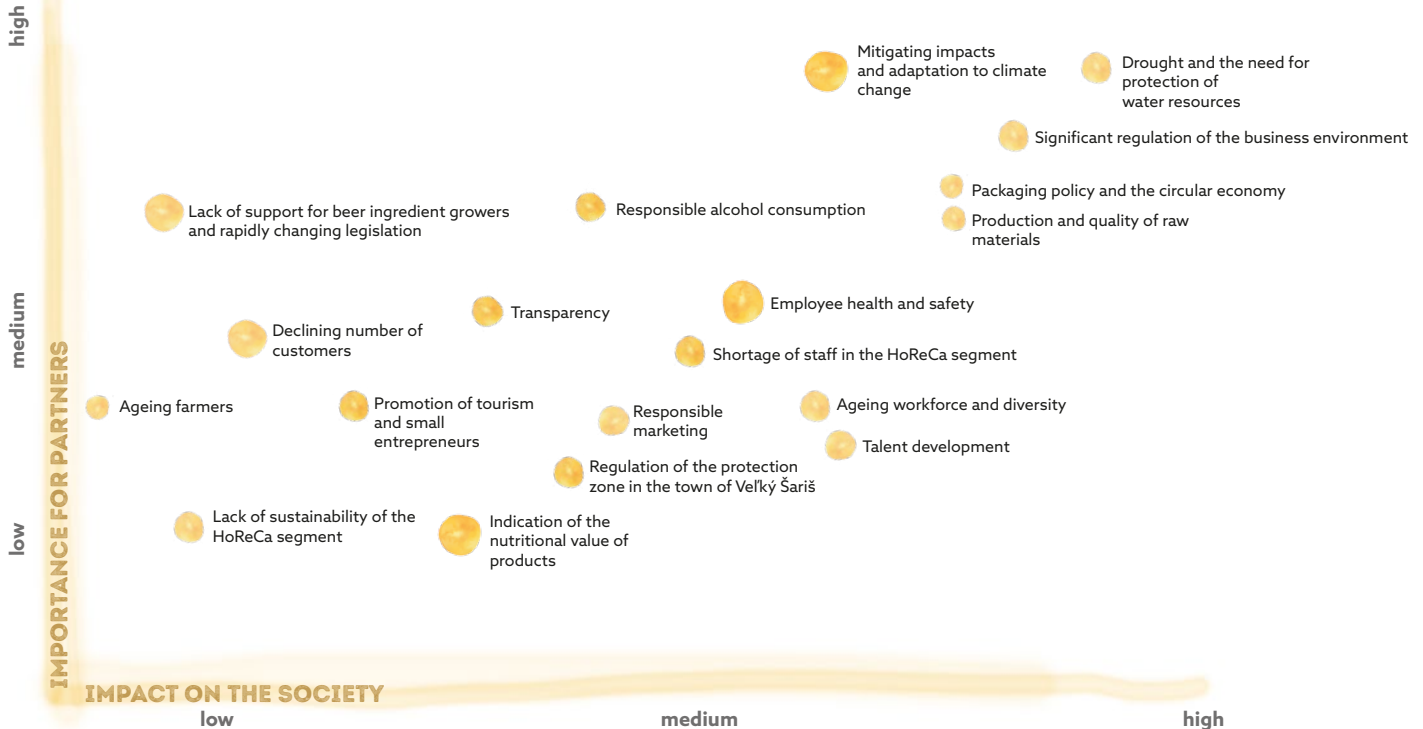 high
Mitigating impacts
and adaptation to climate
change
Drought and the need for
protection of
water resources
Significant regulation of the business environment
Packaging policy and the circular economy
Lack of support for beer ingredient growers
and rapidly changing legislation
Responsible alcohol consumption
Production and quality of raw
materials
medium
Transparency
Employee health and safety
Declining number of
customers
Shortage of staff in the HoReCa segment
Ageing farmers
Promotion of tourism
and small
entrepreneurs
Responsible
marketing
Ageing workforce and diversity
Talent development
Regulation of the protection
zone in the town of Veľký Šariš
low
Lack of sustainability of the
HoReCa segment
Indication of the
nutritional value of
products
IMPORTANCE FOR PARTNERS
IMPACT ON THE SOCIETY
low
medium
high